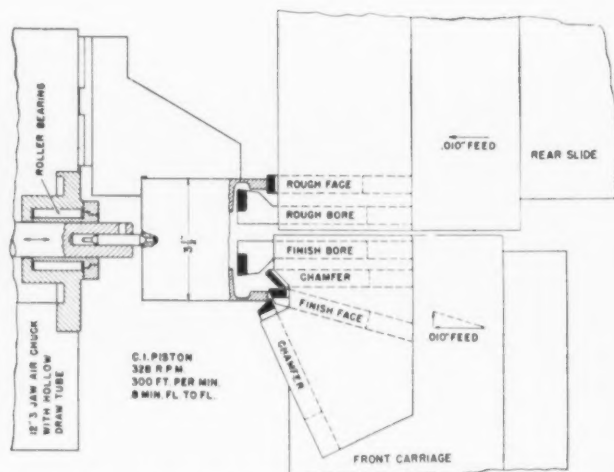 ROLLER BEARING
12" 3 JAW AIR CHUCK
WITH HOLLOW
DRAW TUBE
3½"
C.I. PISTON
328 R.P.M.
300 FT. PER MIN.
8 MIN. FL TO FL.
ROUGH FACE
ROUGH BORE
FINISH BORE
CHAMFER
FINISH FACE
CHAMFER
.010" FEED
REAR SLIDE
.010" FEED
FRONT CARRIAGE